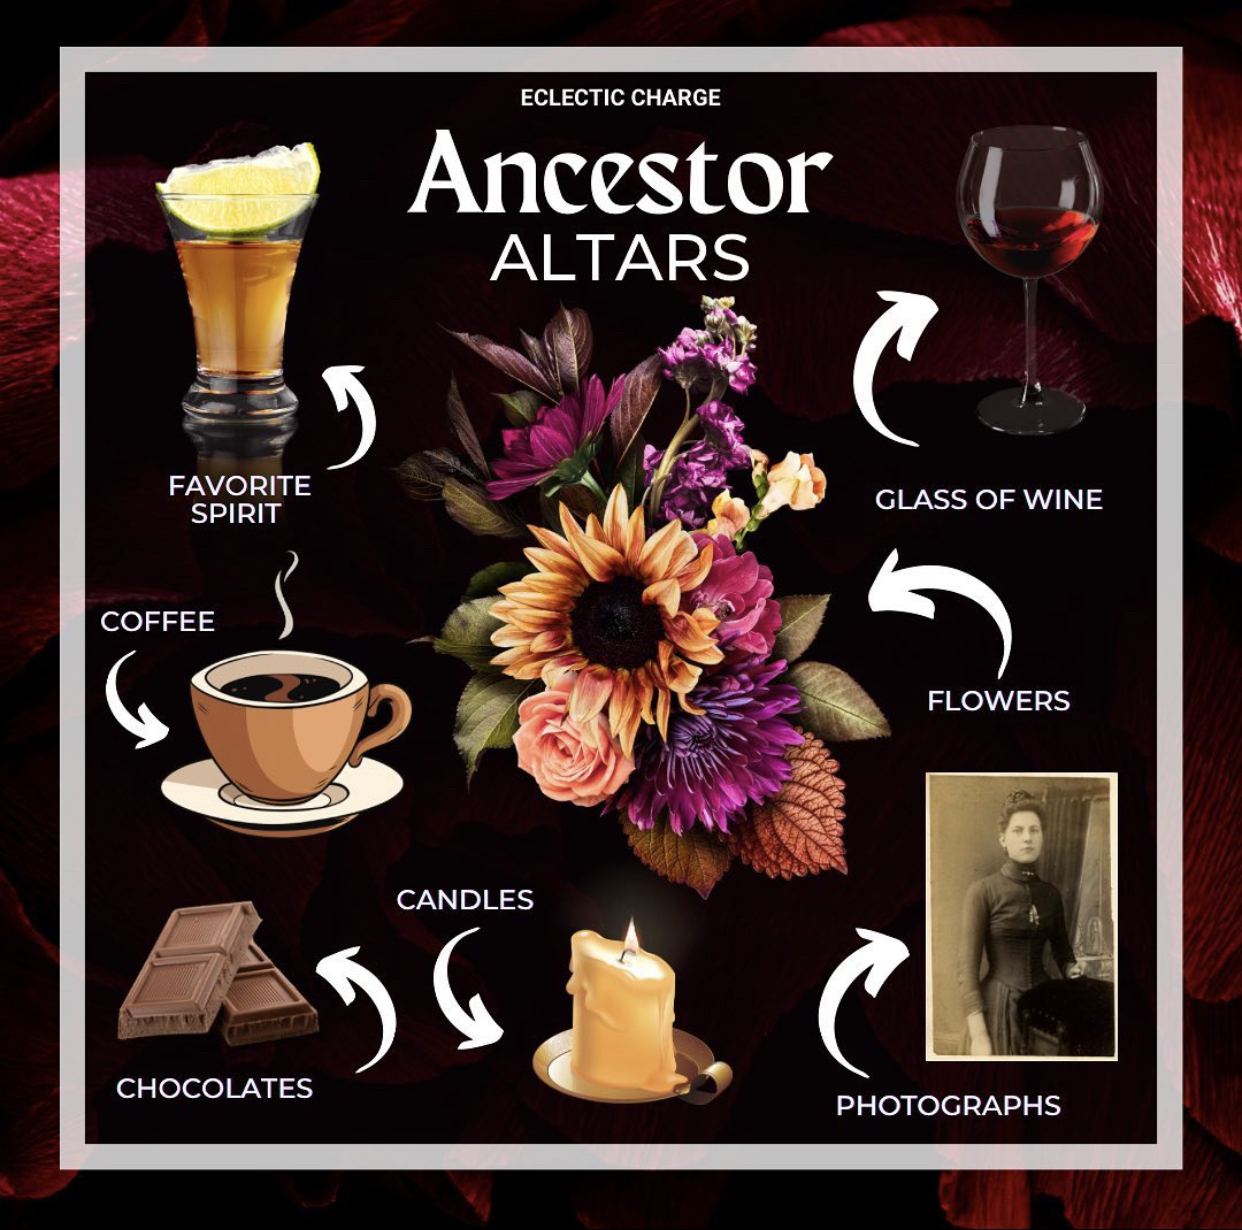 ECLECTIC CHARGE
Ancestor
ALTARS
FAVORITE
SPIRIT
GLASS OF WINE
COFFEE
FLOWERS
CANDLES
CHOCOLATES
PHOTOGRAPHS